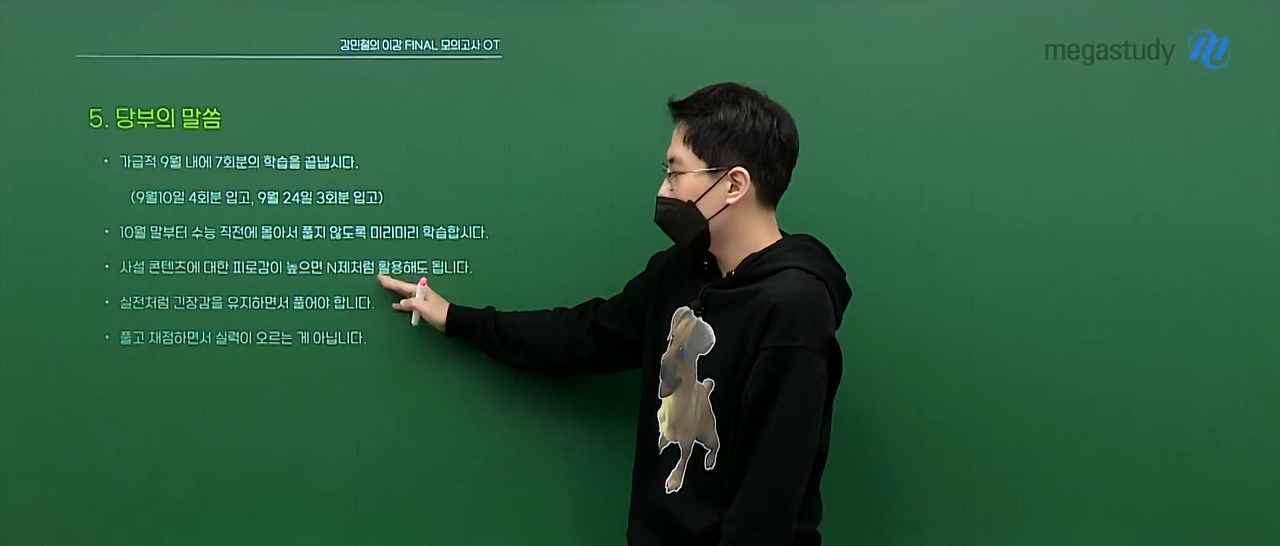 강민철의 이감 FINAL 모의고사 OT
megastudy
5. 당부의 말씀
• 가급적 9월 내에 7회분의 학습을 끝냅시다.
(9월10일 4회분 입고, 9월 24일 3회분 입고)
• 10월 말부터 수능 직전에 몰아서 풀지 않도록 미리미리 학습합시다.
• 사설 콘텐츠에 대한 피로감이 높으면 N제처럼 활용해도 됩니다.
• 실전처럼 긴장감을 유지하면서 풀어야 합니다.
• 풀고 채점하면서 실력이 오르는 게 아닙니다.